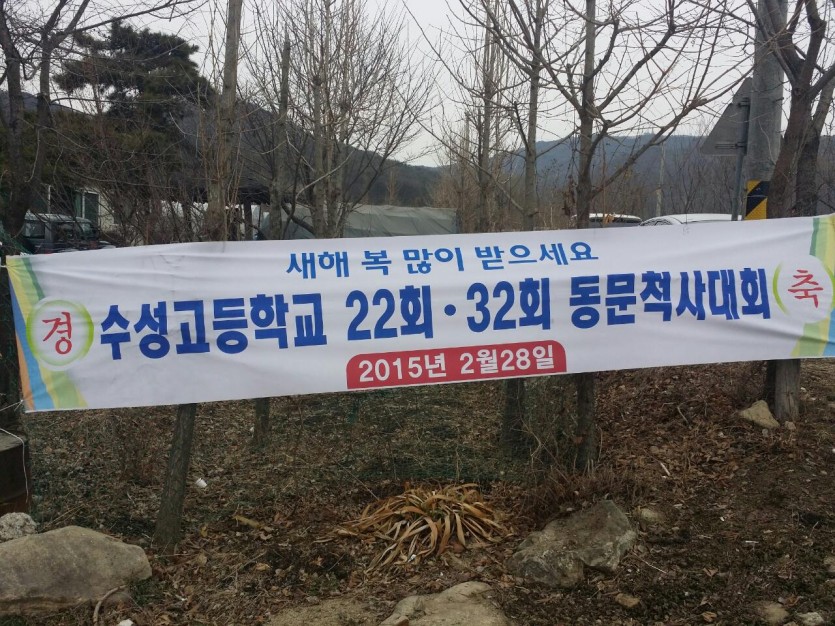 새해 복 많이 받으세요
경 수성고등학교 22회·32회 동문척사대회 축
2015년 2월28일